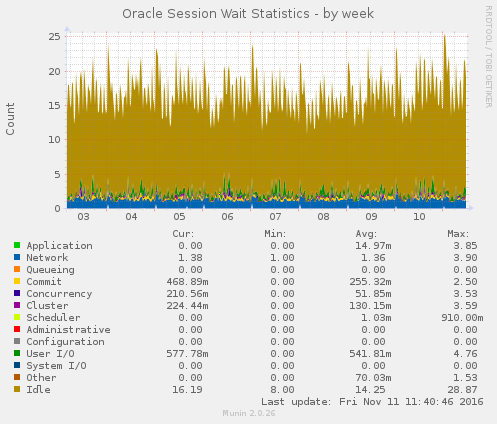 Oracle Session Wait Statistics - by week
RRDTOOL / TOBI OETIKER
Count
25
20
15
10
5
0
03 04 05 06 07 08 09 10
Cur: Min: Avg: Max:
Application 0.00 0.00 14.97m 3.85
Network 1.38 1.00 1.36 3.90
Queueing 0.00 0.00 0.00 0.00
Commit 468.89m 0.00 255.32m 2.50
Concurrency 210.56m 0.00 51.85m 3.53
Cluster 224.44m 0.00 130.15m 3.59
Scheduler 0.00 0.00 1.03m 910.00m
Administrative 0.00 0.00 0.00 0.00
Configuration 0.00 0.00 0.00 0.00
User I/O 577.78m 0.00 541.81m 4.76
System I/O 0.00 0.00 0.00 0.00
Other 0.00 0.00 70.03m 1.53
Idle 16.19 8.00 14.25 28.87
Last update: Fri Nov 11 11:40:46 2016
Munin 2.0.26